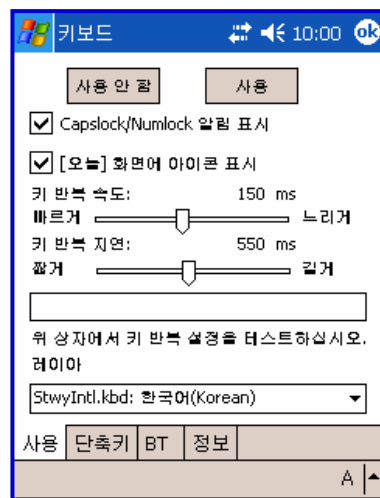 키보드 10:00 ok
사용 안 함 사용
Capslock/Numlock 알림 표시
[오늘] 화면에 아이콘 표시
키 반복 속도: 150 ms
빠르거 느리거
키 반복 지연: 550 ms
짧거 길거
위 상자에서 키 반복 설정을 테스트하십시오.
레이아
StwyIntl.kbd: 한국어(Korean)
사용 단축키 BT 정보
A